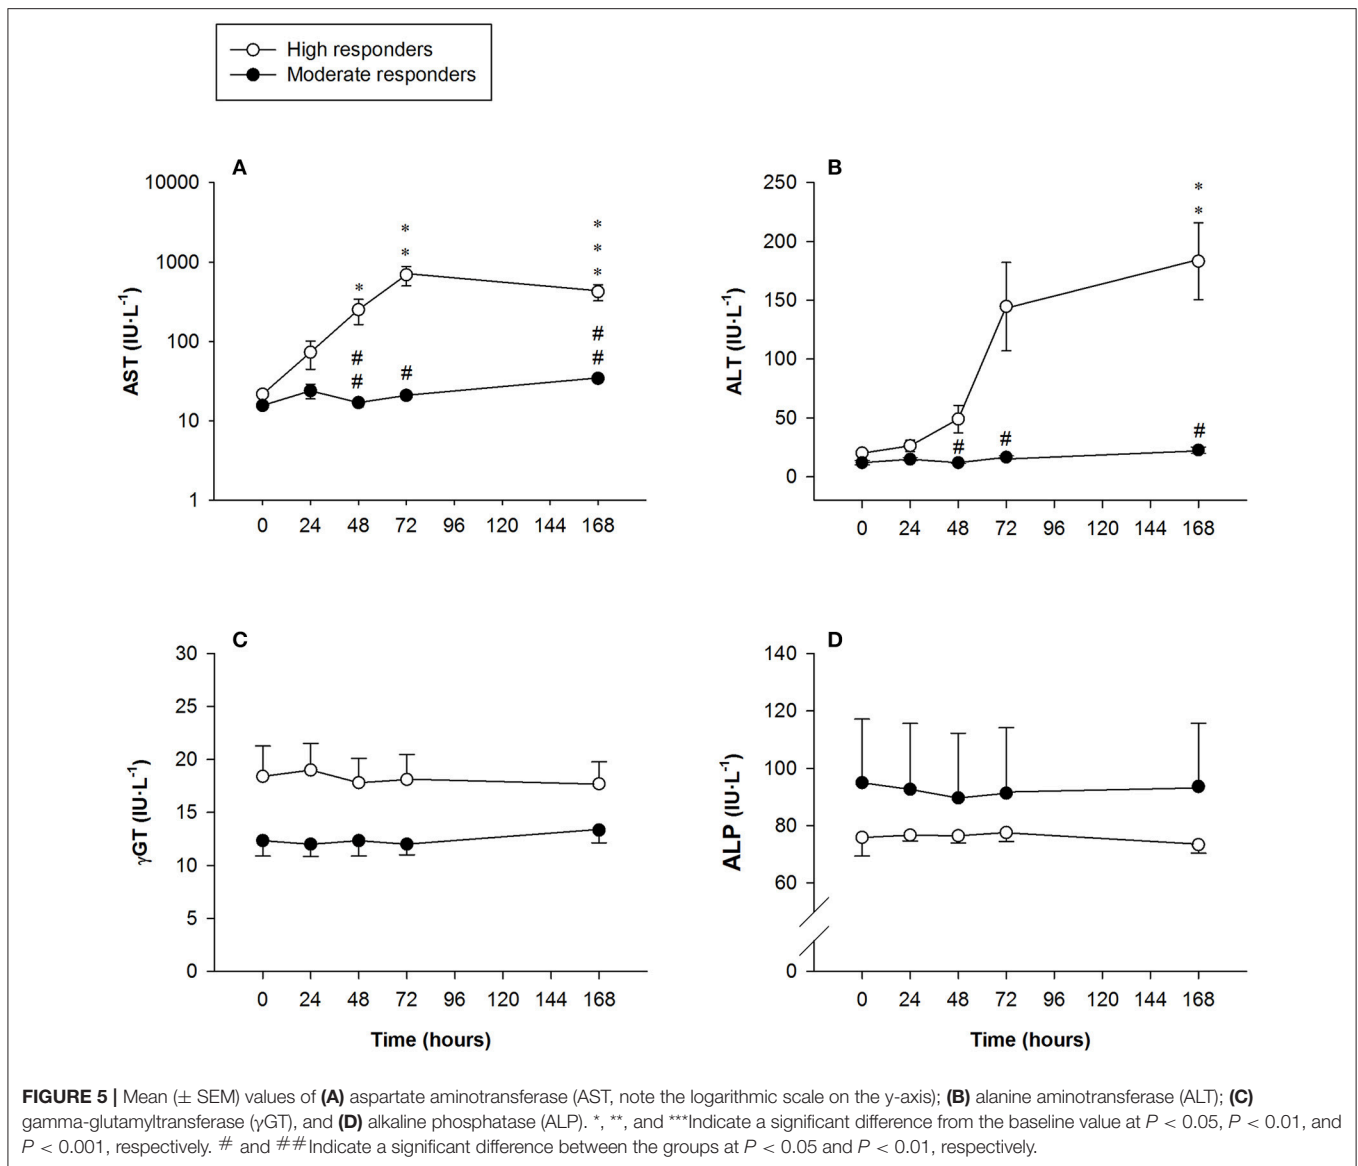 High responders
Moderate responders
A
10000
1000
100
10
1
AST (IU·L-1)
*
* *
* * *
# #
#
# #
0 24 48 72 96 120 144 168
B
250
200
150
100
50
0
ALT (IU·L-1)
* *
#
#
#
0 24 48 72 96 120 144 168
C
30
25
20
15
10
5
0
γGT (IU·L-1)
0 24 48 72 96 120 144 168
Time (hours)
D
140
120
100
80
60
0
ALP (IU·L-1)
0 24 48 72 96 120 144 168
Time (hours)
FIGURE 5 | Mean (± SEM) values of (A) aspartate aminotransferase (AST, note the logarithmic scale on the y-axis); (B) alanine aminotransferase (ALT); (C)
gamma-glutamyltransferase (γGT), and (D) alkaline phosphatase (ALP). *, **, and ***Indicate a significant difference from the baseline value at P < 0.05, P < 0.01, and
P < 0.001, respectively. # and ##Indicate a significant difference between the groups at P < 0.05 and P < 0.01, respectively.